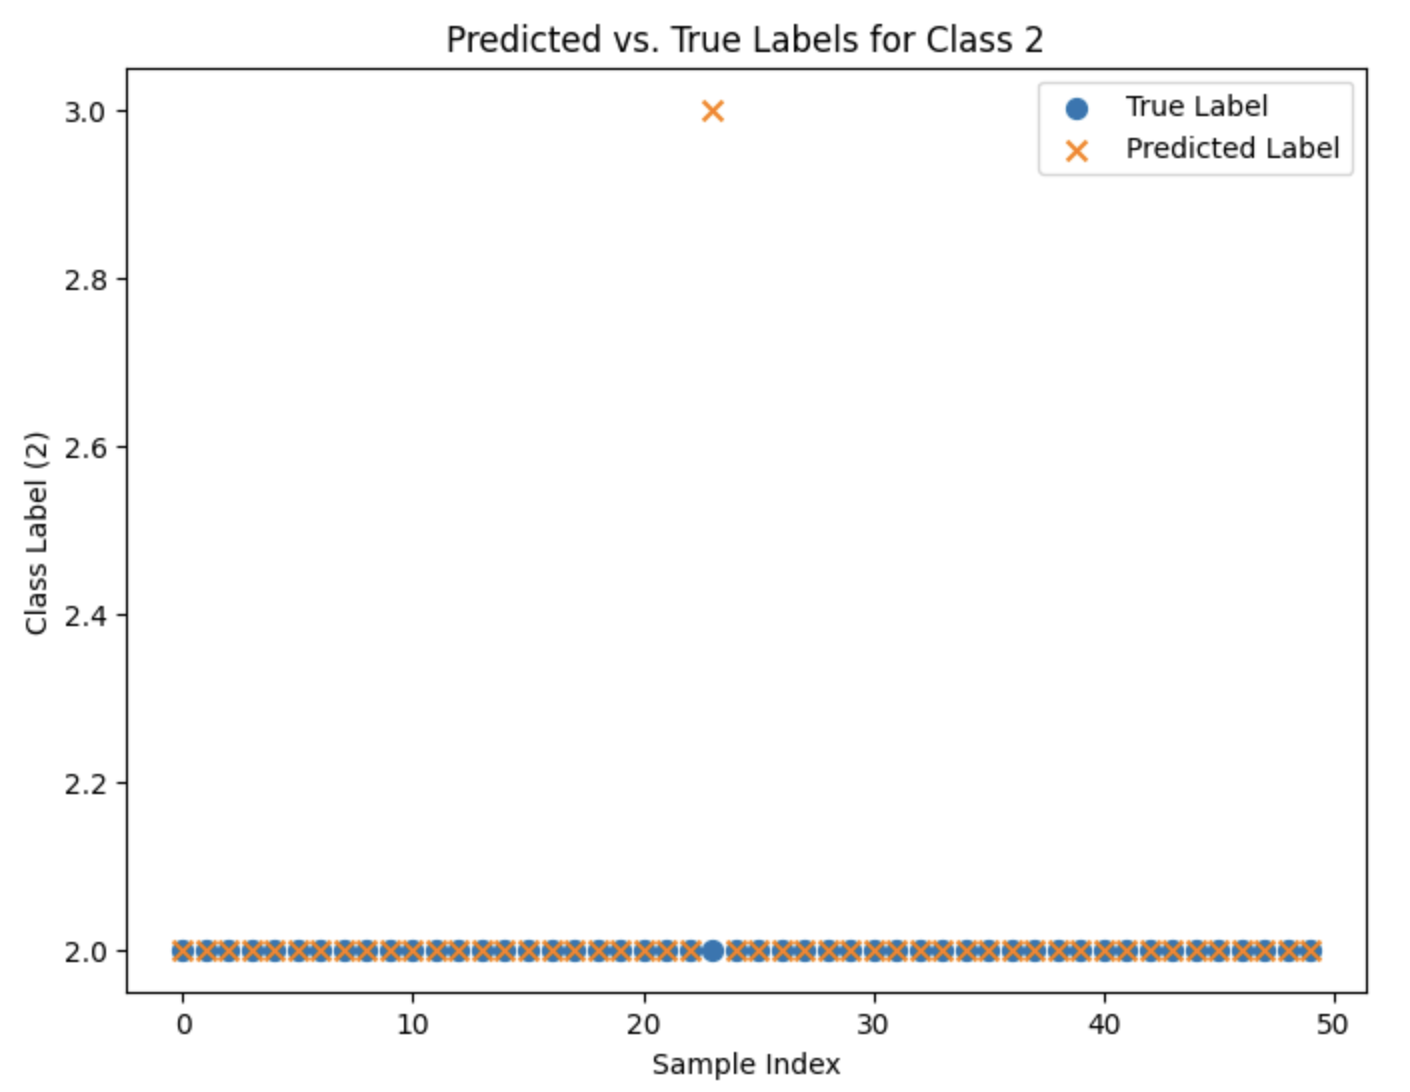 Predicted vs. True Labels for Class 2
True Label
Predicted Label
Class Label (2)
3.0
2.8
2.6
2.4
2.2
2.0
0 10 20 30 40 50
Sample Index